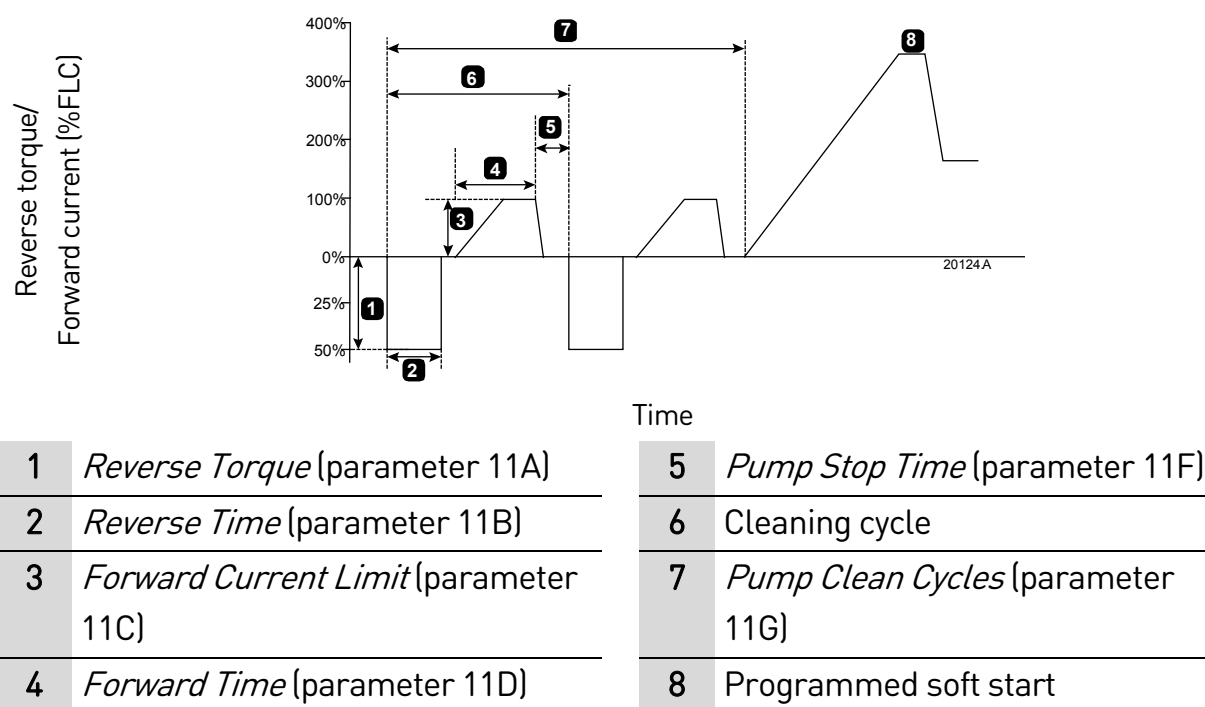 Reverse torque/
Forward current (%FLC)
400%
300%
200%
100%
0%
25%
50%
7
8
6
5
4
3
1
2
20124A
Time
1 Reverse Torque (parameter 11A)
2 Reverse Time (parameter 11B)
3 Forward Current Limit (parameter
11C)
4 Forward Time (parameter 11D)
5 Pump Stop Time (parameter 11F)
6 Cleaning cycle
7 Pump Clean Cycles (parameter
11G)
8 Programmed soft start